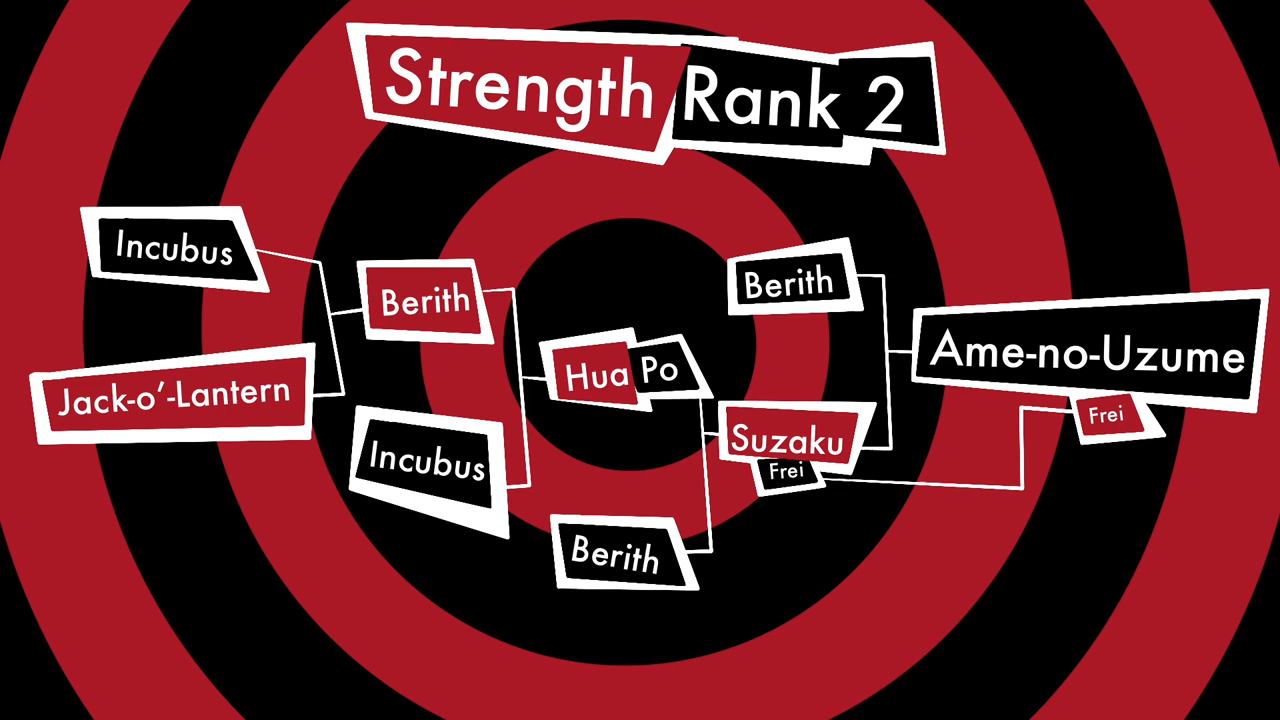 Strength Rank 2
Incubus
Jack-o’-Lantern
Berith
Incubus
Hua Po
Berith
Berith
Suzaku
Frei
Ame-no-Uzume
Frei